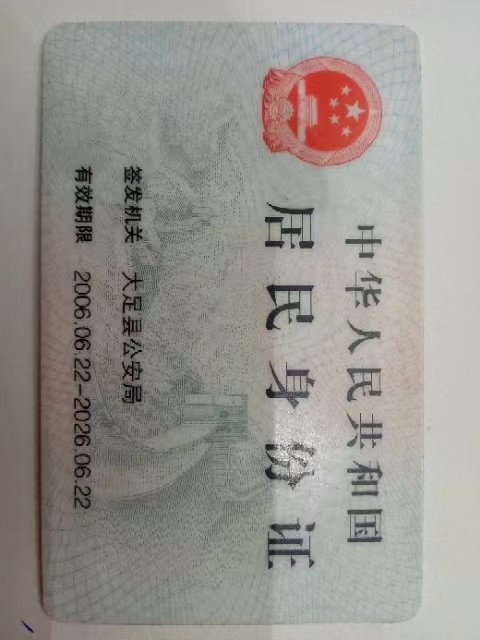 中华人民共和国
居民身份证
签发机关 大足县公安局
有效期限 2006.06.22-2026.06.22